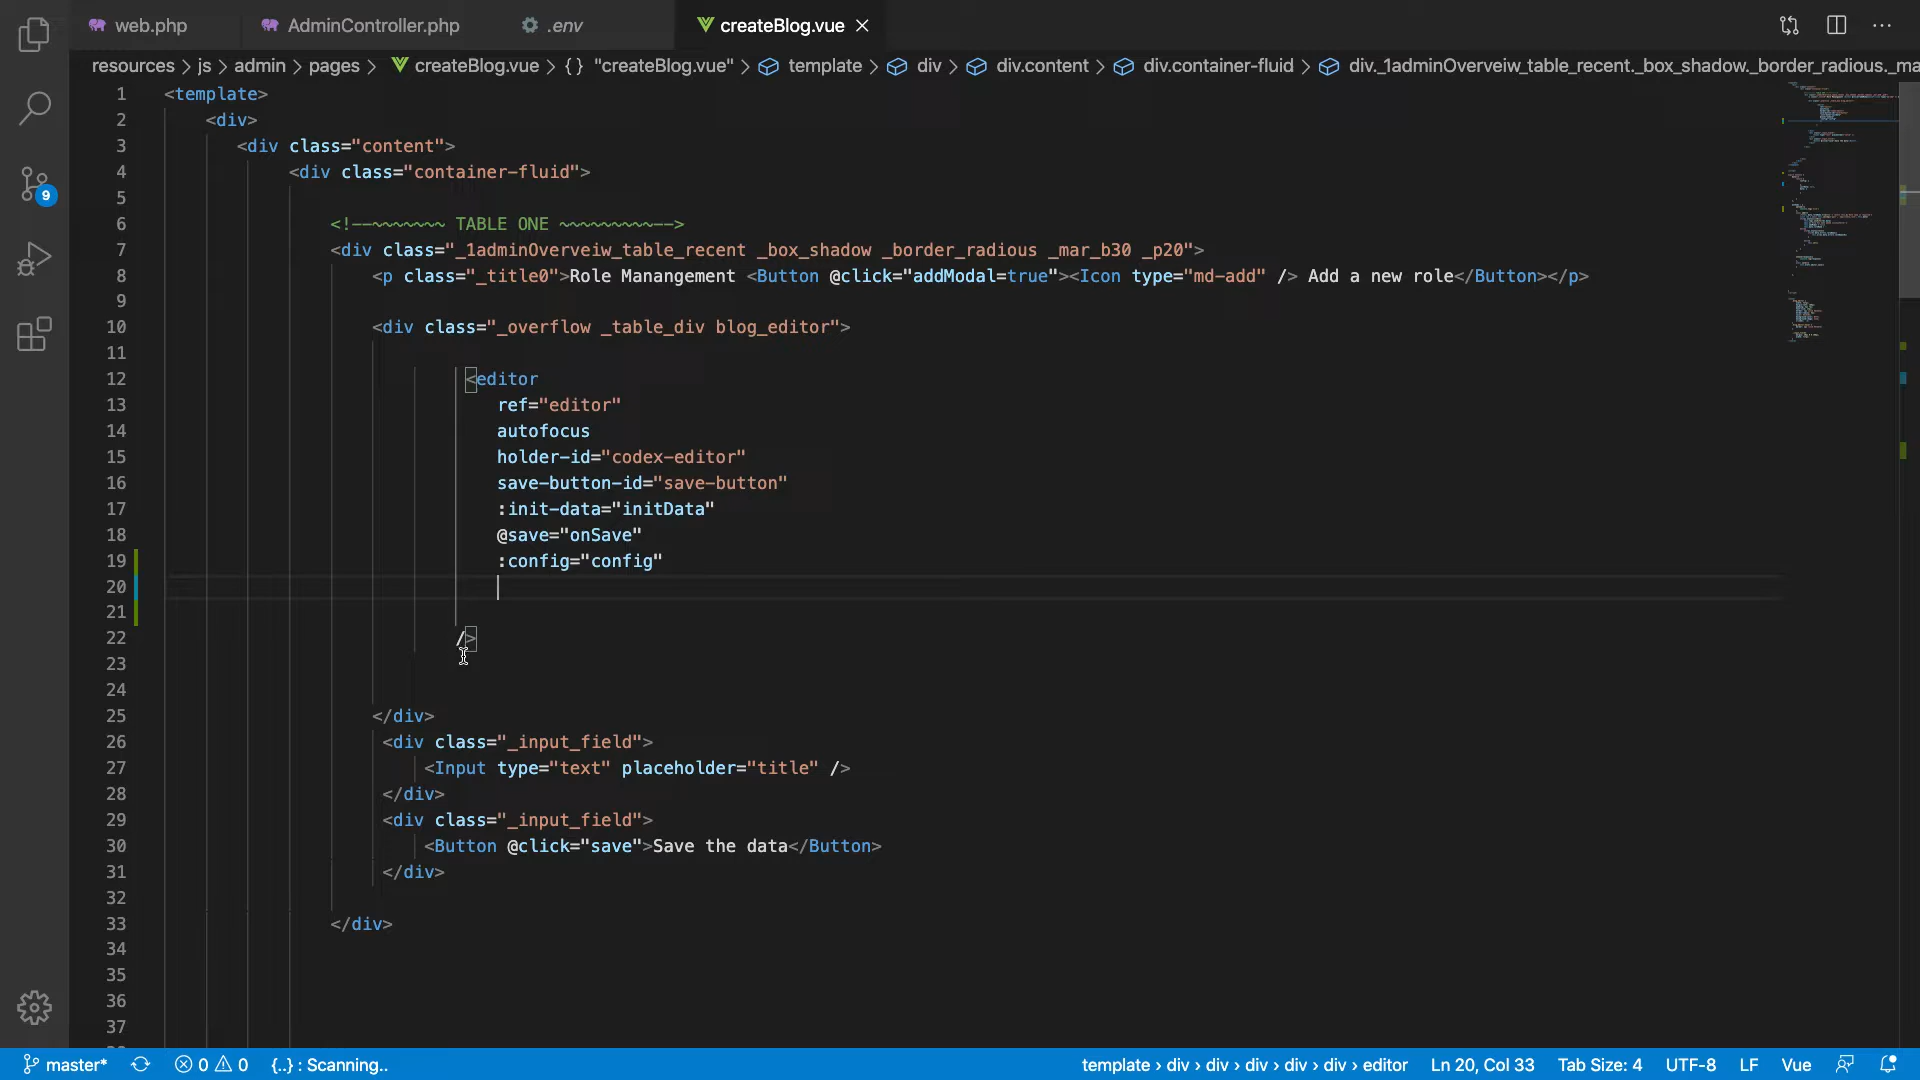 web.php AdminController.php .env createBlog.vue
resources > js > admin > pages > createBlog.vue > {} "createBlog.vue" > template > div > div.content > div.container-fluid > div._1adminOverveiw_table_recent._box_shadow._border_radious._ma
1 <template>
2 <div>
3 <div class="content">
4 <div class="container-fluid">
5
6 <!--~~~~~~~ TABLE ONE ~~~~~~~~~-->
7 <div class="_1adminOverveiw_table_recent _box_shadow _border_radious _mar_b30 _p20">
8 <p class="_title0">Role Manangement <Button @click="addModal=true"><Icon type="md-add" /> Add a new role</Button></p>
9
10 <div class="_overflow _table_div blog_editor">
11
12 <editor
13 ref="editor"
14 autofocus
15 holder-id="codex-editor"
16 save-button-id="save-button"
17 :init-data="initData"
18 @save="onSave"
19 :config="config"
20
21
22 />
23
24
25 </div>
26 <div class="_input_field">
27 <Input type="text" placeholder="title" />
28 </div>
29 <div class="_input_field">
30 <Button @click="save">Save the data</Button>
31 </div>
32
33 </div>
34
35
36
37
9
master* 0 0 {..} : Scanning.. template > div > div > div > div > div > editor Ln 20, Col 33 Tab Size: 4 UTF-8 LF Vue